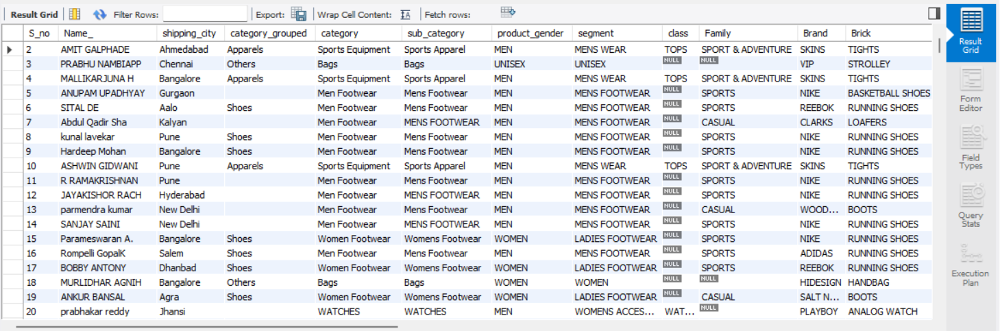 Result Grid Filter Rows: Export: Wrap Cell Content: IA Fetch rows:
S_no Name_ shipping_city category_grouped category sub_category product_gender segment class Family Brand Brick
2 AMIT GALPHADE Ahmedabad Apparels Sports Equipment Sports Apparel MEN MENS WEAR TOPS SPORT & ADVENTURE SKINS TIGHTS
3 PRABHU NAMBIAPP Chennai Others Bags Bags UNISEX UNISEX NULL NULL VIP STROLLEY
4 MALLIKARJUNA H Bangalore Apparels Sports Equipment Sports Apparel MEN MENS WEAR TOPS SPORT & ADVENTURE SKINS TIGHTS
5 ANUPAM UPADHYAY Gurgaon Men Footwear Mens Footwear MEN MENS FOOTWEAR NULL SPORTS NIKE BASKETBALL SHOES
6 SITAL DE Aalo Shoes Men Footwear Mens Footwear MEN MENS FOOTWEAR NULL SPORTS REEBOK RUNNING SHOES
7 Abdul Qadir Sha Kalyan Men Footwear MENS FOOTWEAR MEN MENS FOOTWEAR NULL CASUAL CLARKS LOAFERS
8 kunal lavekar Pune Shoes Men Footwear Mens Footwear MEN MENS FOOTWEAR NULL SPORTS NIKE RUNNING SHOES
9 Hardeep Mohan Bangalore Shoes Men Footwear Mens Footwear MEN MENS FOOTWEAR NULL SPORTS NIKE RUNNING SHOES
10 ASHWIN GIDWANI Pune Apparels Sports Equipment Sports Apparel MEN MENS WEAR TOPS SPORT & ADVENTURE SKINS TIGHTS
11 R RAMAKRISHNAN Pune Men Footwear Mens Footwear MEN MENS FOOTWEAR NULL SPORTS NIKE RUNNING SHOES
12 JAYAKISHOR RACH Hyderabad Men Footwear MENS FOOTWEAR MEN MENS FOOTWEAR NULL SPORTS NIKE RUNNING SHOES
13 parmendra kumar New Delhi Men Footwear Mens Footwear MEN MENS FOOTWEAR NULL CASUAL WOOD... BOOTS
14 SANJAY SAINI New Delhi Men Footwear MENS FOOTWEAR MEN MENS FOOTWEAR NULL SPORTS NIKE RUNNING SHOES
15 Parameswaran A. Bangalore Shoes Women Footwear Womens Footwear WOMEN LADIES FOOTWEAR NULL SPORTS NIKE RUNNING SHOES
16 Rompelli GopalK Salem Shoes Men Footwear Mens Footwear MEN MENS FOOTWEAR NULL SPORTS ADIDAS RUNNING SHOES
17 BOBBY ANTONY Dhanbad Shoes Women Footwear Womens Footwear WOMEN LADIES FOOTWEAR NULL SPORTS REEBOK RUNNING SHOES
18 MURLIDHAR AGNIH Bangalore Others Bags Bags WOMEN WOMEN NULL NULL HIDESIGN HANDBAG
19 ANKUR BANSAL Agra Shoes Women Footwear Womens Footwear WOMEN LADIES FOOTWEAR NULL CASUAL SALT N... BOOTS
20 prabhakar reddy Jhansi WATCHES WATCHES MEN WOMENS ACCES... WAT... NULL PLAYBOY ANALOG WATCH
Result
Grid
Form
Editor
Field
Types
Query
Stats
Execution
Plan